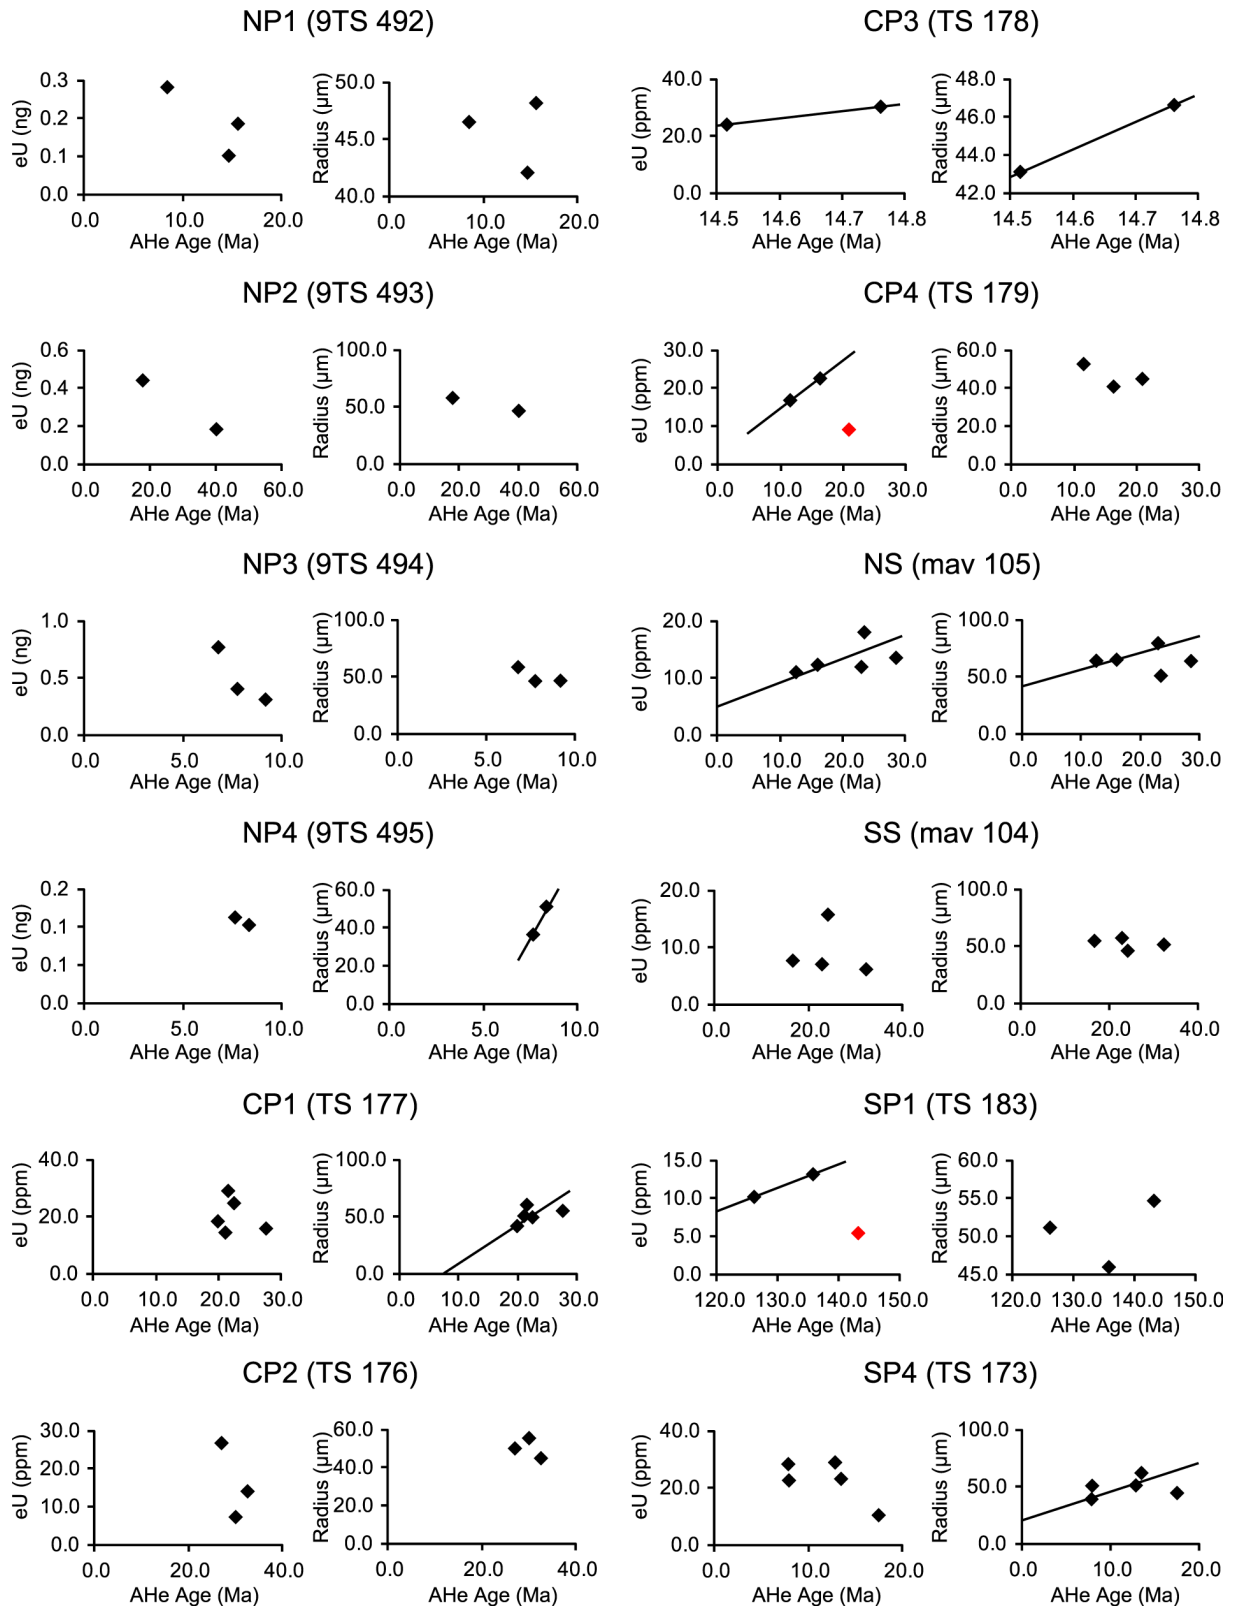 NP1 (9TS 492)
eU (ng)
0.3
0.2
0.1
0.0
0.0 10.0 20.0
AHe Age (Ma)
Radius (µm)
50.0
45.0
40.0
0.0 10.0 20.0
AHe Age (Ma)
CP3 (TS 178)
eU (ppm)
40.0
20.0
0.0
14.5 14.6 14.7 14.8
AHe Age (Ma)
Radius (µm)
48.0
46.0
44.0
42.0
14.5 14.6 14.7 14.8
AHe Age (Ma)
NP2 (9TS 493)
eU (ng)
0.6
0.4
0.2
0.0
0.0 20.0 40.0 60.0
AHe Age (Ma)
Radius (µm)
100.0
50.0
0.0
0.0 20.0 40.0 60.0
AHe Age (Ma)
CP4 (TS 179)
eU (ppm)
30.0
20.0
10.0
0.0
0.0 10.0 20.0 30.0
AHe Age (Ma)
Radius (µm)
60.0
40.0
20.0
0.0
0.0 10.0 20.0 30.0
AHe Age (Ma)
NP3 (9TS 494)
eU (ng)
1.0
0.5
0.0
0.0 5.0 10.0
AHe Age (Ma)
Radius (µm)
100.0
50.0
0.0
0.0 5.0 10.0
AHe Age (Ma)
NS (mav 105)
eU (ppm)
20.0
10.0
0.0
0.0 10.0 20.0 30.0
AHe Age (Ma)
Radius (µm)
100.0
50.0
0.0
0.0 10.0 20.0 30.0
AHe Age (Ma)
NP4 (9TS 495)
eU (ng)
0.2
0.1
0.1
0.0
0.0 5.0 10.0
AHe Age (Ma)
Radius (µm)
60.0
40.0
20.0
0.0
0.0 5.0 10.0
AHe Age (Ma)
SS (mav 104)
eU (ppm)
20.0
10.0
0.0
0.0 20.0 40.0
AHe Age (Ma)
Radius (µm)
100.0
50.0
0.0
0.0 20.0 40.0
AHe Age (Ma)
CP1 (TS 177)
eU (ppm)
40.0
20.0
0.0
0.0 10.0 20.0 30.0
AHe Age (Ma)
Radius (µm)
100.0
50.0
0.0
0.0 10.0 20.0 30.0
AHe Age (Ma)
SP1 (TS 183)
eU (ppm)
15.0
10.0
5.0
0.0
120.0 130.0 140.0 150.0
AHe Age (Ma)
Radius (µm)
60.0
55.0
50.0
45.0
120.0 130.0 140.0 150.0
AHe Age (Ma)
CP2 (TS 176)
eU (ppm)
30.0
20.0
10.0
0.0
0.0 20.0 40.0
AHe Age (Ma)
Radius (µm)
60.0
40.0
20.0
0.0
0.0 20.0 40.0
AHe Age (Ma)
SP4 (TS 173)
eU (ppm)
40.0
20.0
0.0
0.0 10.0 20.0
AHe Age (Ma)
Radius (µm)
100.0
50.0
0.0
0.0 10.0 20.0
AHe Age (Ma)